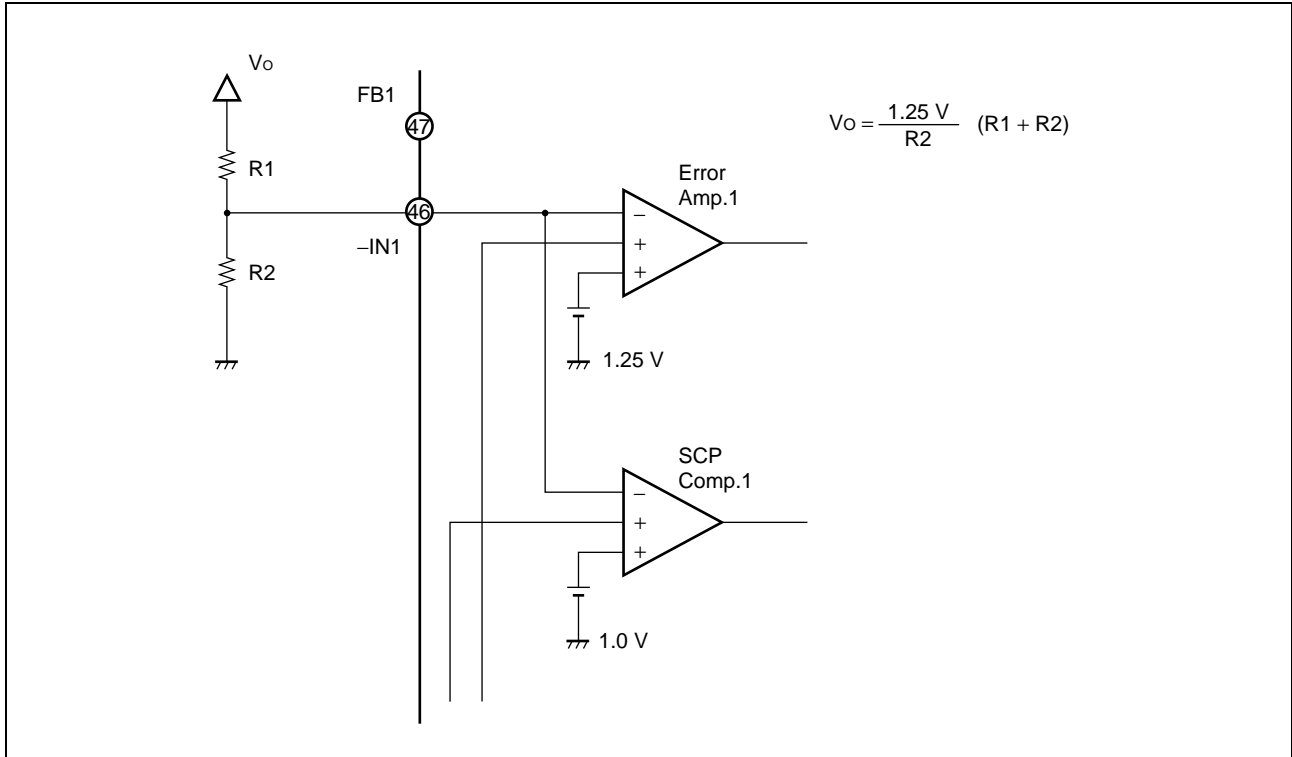 Vo
FB1
47
Vo = 1.25 V / R2 (R1 + R2)
R1
Error
Amp.1
46
−
−IN1
+
R2
+
1.25 V
SCP
Comp.1
−
+
+
1.0 V